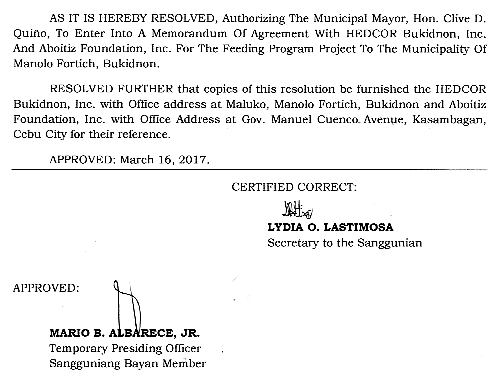 AS IT IS HEREBY RESOLVED, Authorizing The Municipal Mayor, Hon. Clive D.
Quiño, To Enter Into A Memorandum Of Agreement With HEDCOR Bukidnon, Inc.
And Aboitiz Foundation, Inc. For The Feeding Program Project To The Municipality Of
Manolo Fortich, Bukidnon.
RESOLVED FURTHER that copies of this resolution be furnished the HEDCOR
Bukidnon, Inc. with Office address at Maluko, Manolo Fortich, Bukidnon and Aboitiz
Foundation, Inc. with Office Address at Gov. Manuel Cuenco Avenue, Kasambagan,
Cebu City for their reference.
APPROVED: March 16, 2017.
CERTIFIED CORRECT:
LYDIA O. LASTIMOSA
Secretary to the Sanggunian
APPROVED:
MARIO B. ALBARECE, JR.
Temporary Presiding Officer
Sangguniang Bayan Member